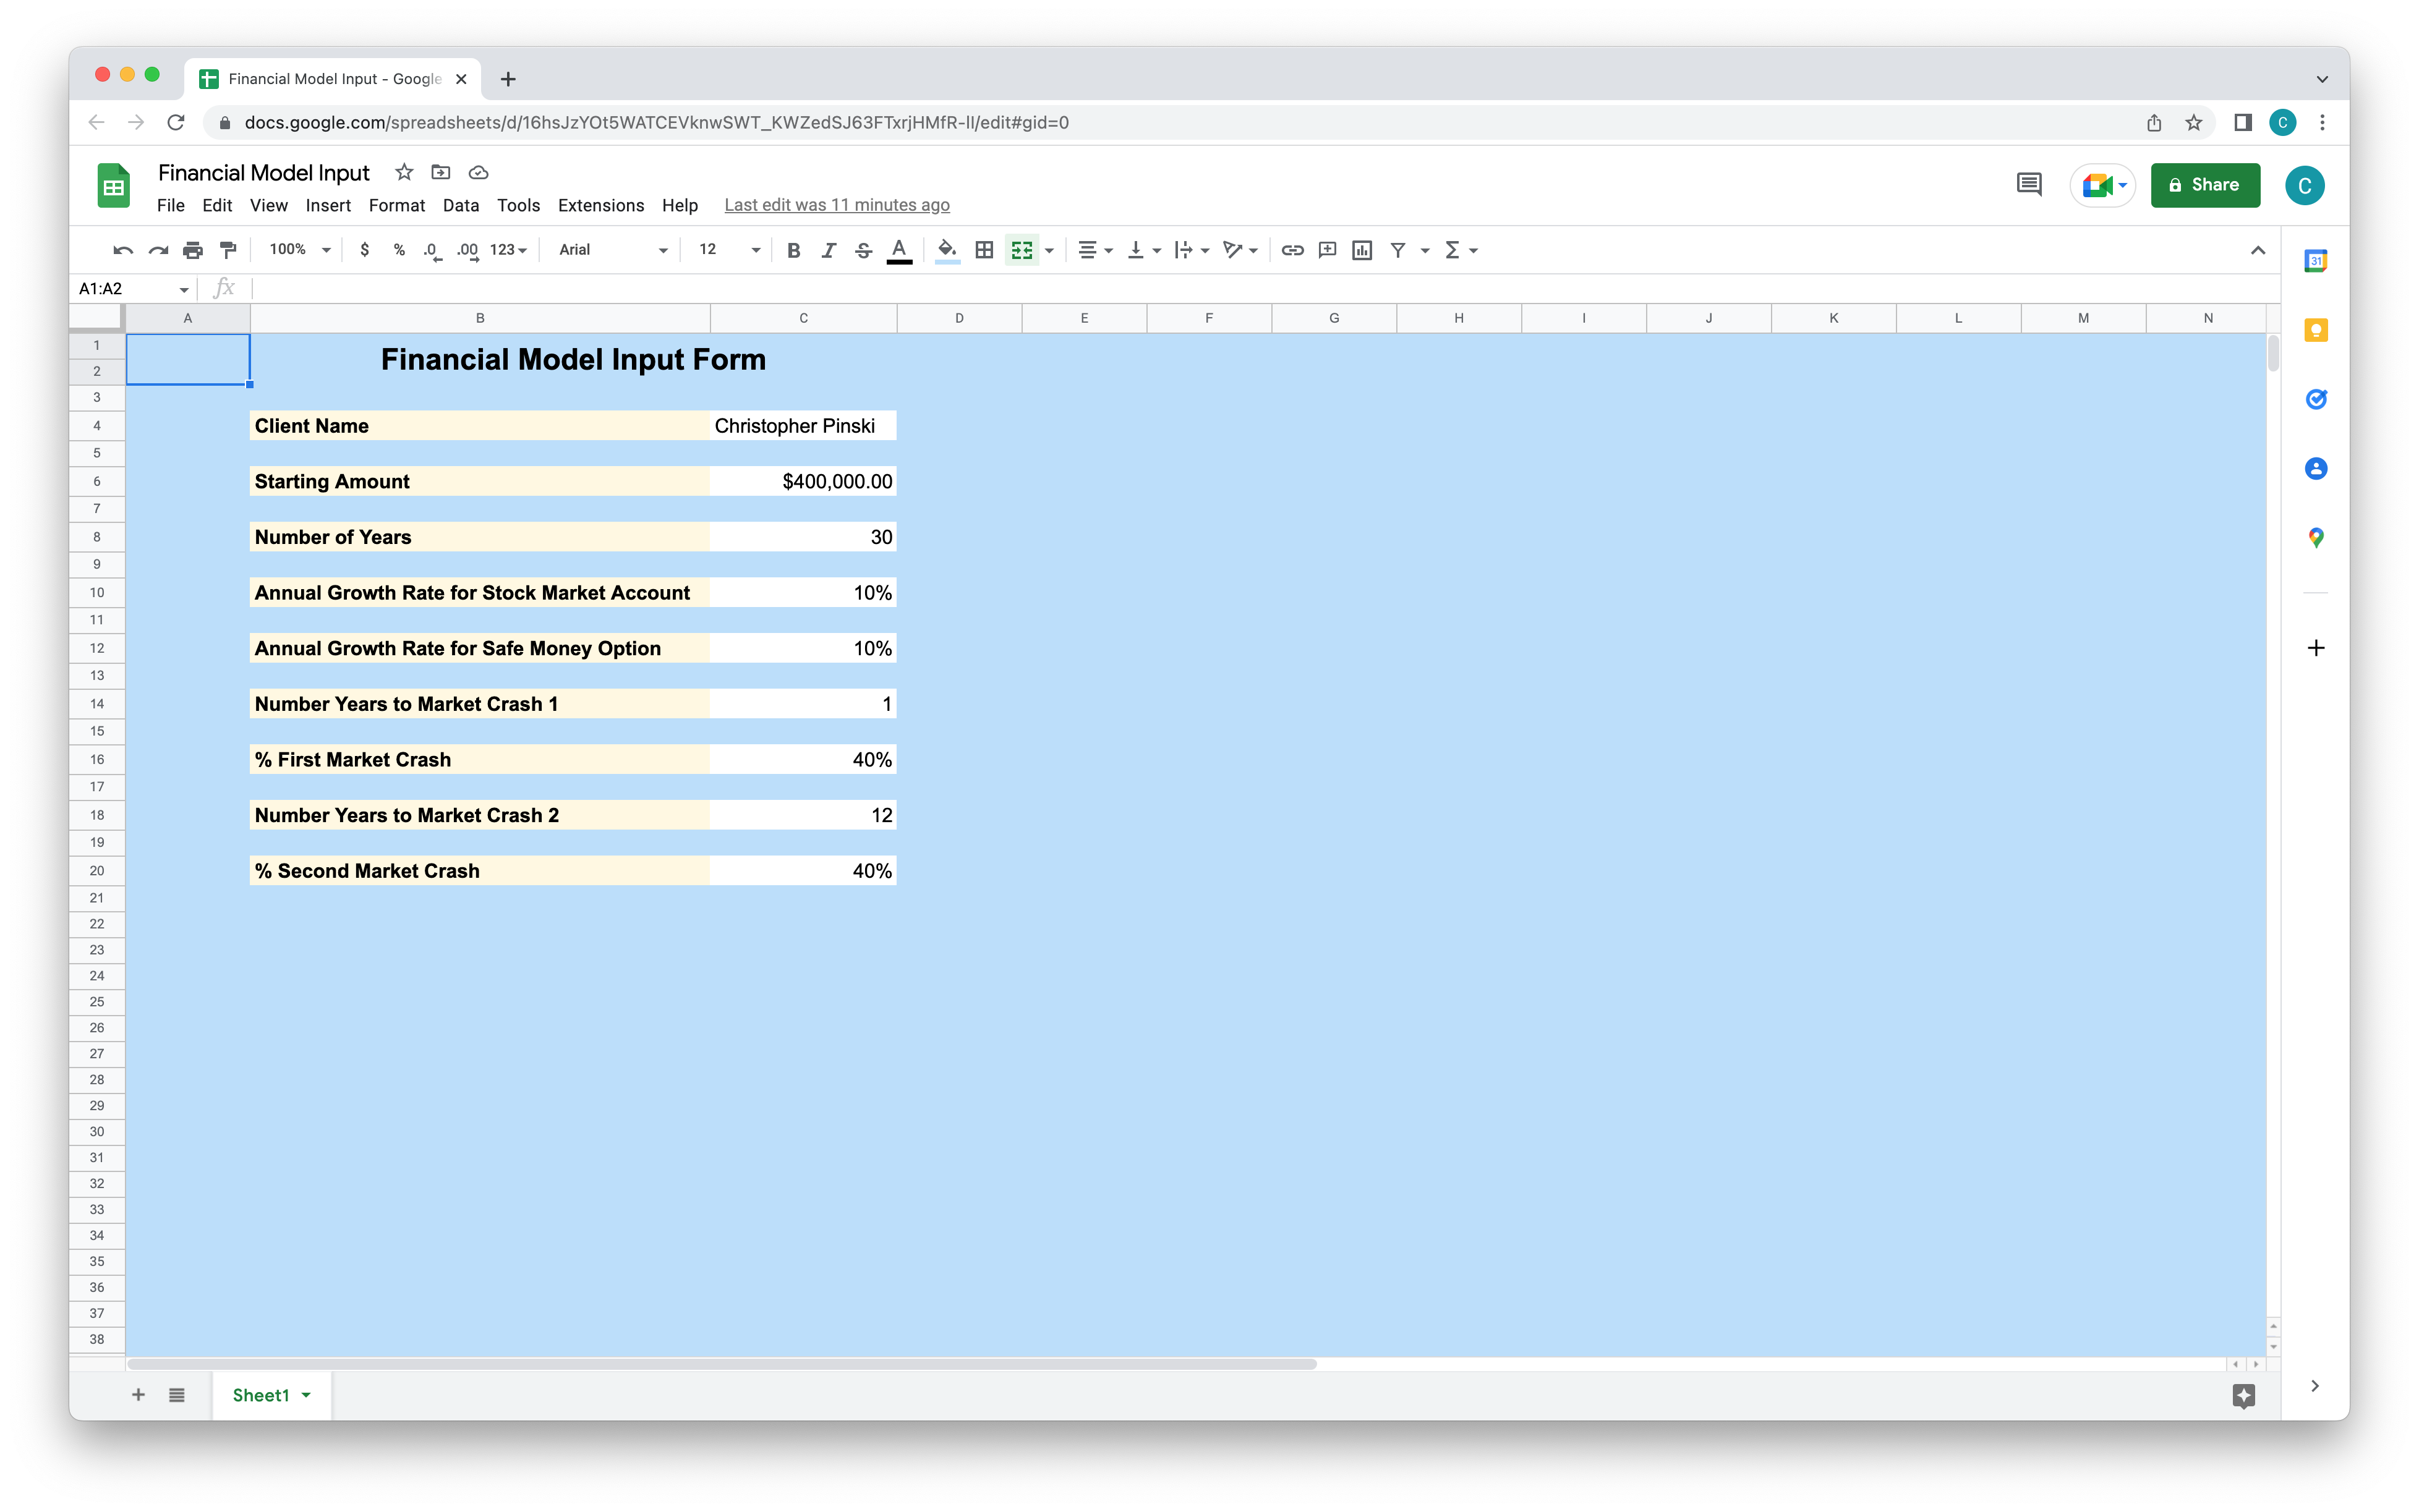 Financial Model Input - Google
docs.google.com/spreadsheets/d/16hsJzYOt5WATCEVknwSWT_KWZedSJ63FTxrjHMfR-lI/edit#gid=0
C
Financial Model Input
File Edit View Insert Format Data Tools Extensions Help Last edit was 11 minutes ago
Share
C
100% $ % .0 .00 123 Arial 12 B I S A
31
A1:A2 fx
A B C D E F G H I J K L M N
1 Financial Model Input Form
2
3
4 Client Name Christopher Pinski
5
6 Starting Amount $400,000.00
7
8 Number of Years 30
9
10 Annual Growth Rate for Stock Market Account 10%
11
12 Annual Growth Rate for Safe Money Option 10%
13
14 Number Years to Market Crash 1 1
15
16 % First Market Crash 40%
17
18 Number Years to Market Crash 2 12
19
20 % Second Market Crash 40%
21
22
23
24
25
26
27
28
29
30
31
32
33
34
35
36
37
38
Sheet1